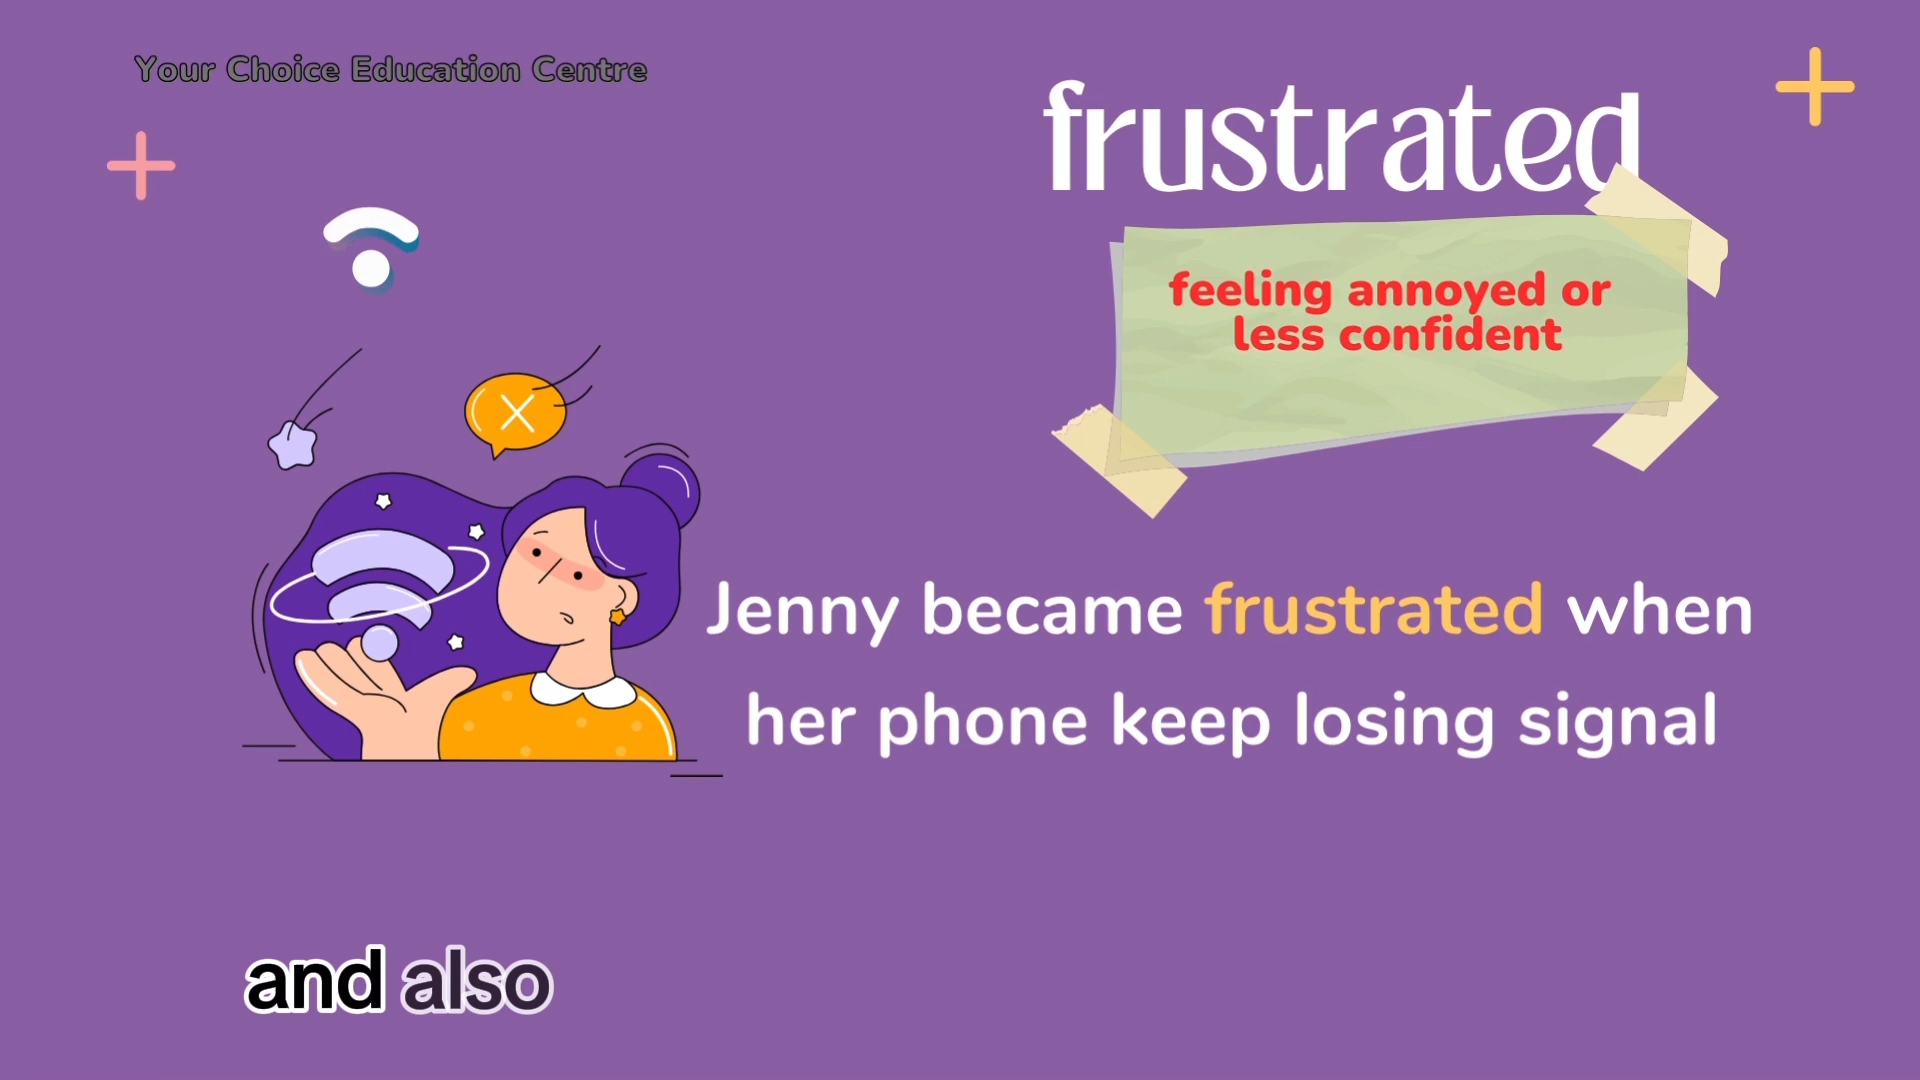 Your Choice Education Centre
frustrated
feeling annoyed or
less confident
Jenny became frustrated when
her phone keep losing signal
and also